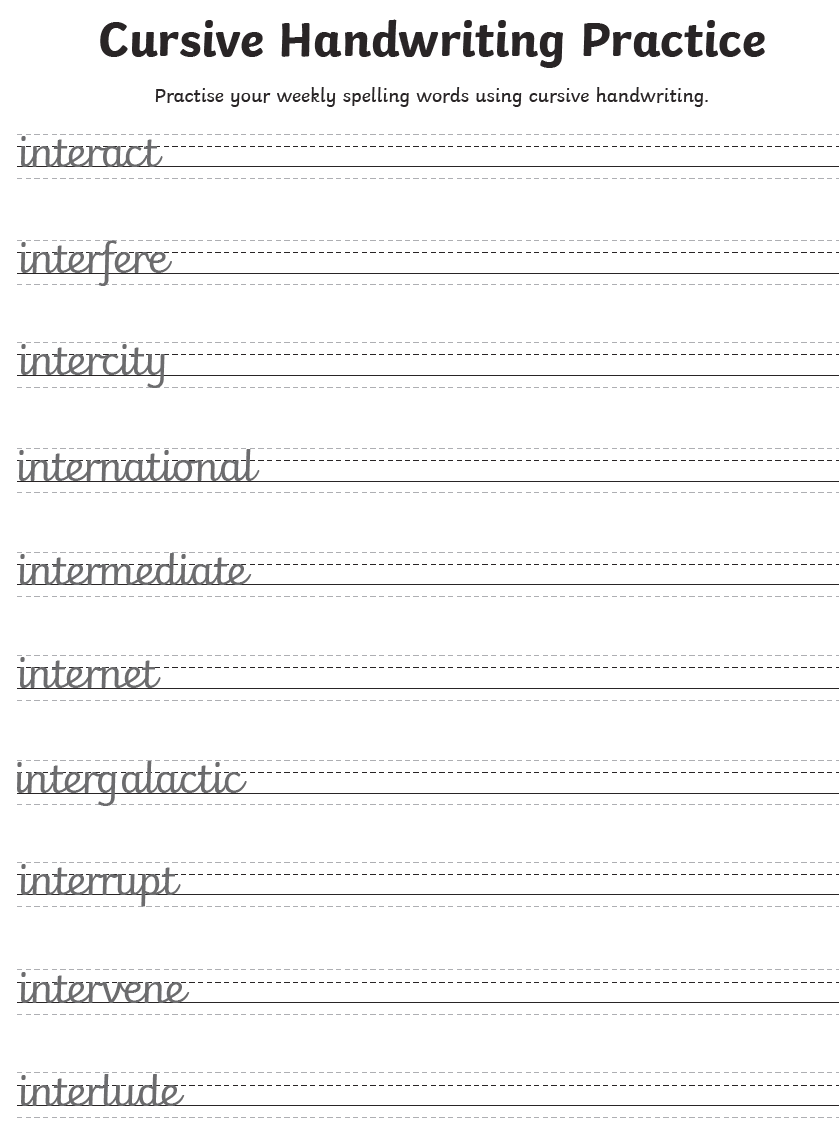 Cursive Handwriting Practice
Practise your weekly spelling words using cursive handwriting.
interact
interfere
intercity
international
intermediate
internet
intergalactic
interrupt
intervene
interlude